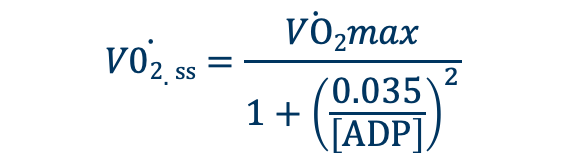 V0̇₂. ss = V̇O₂max / (1 + (0.035 / [ADP])²)